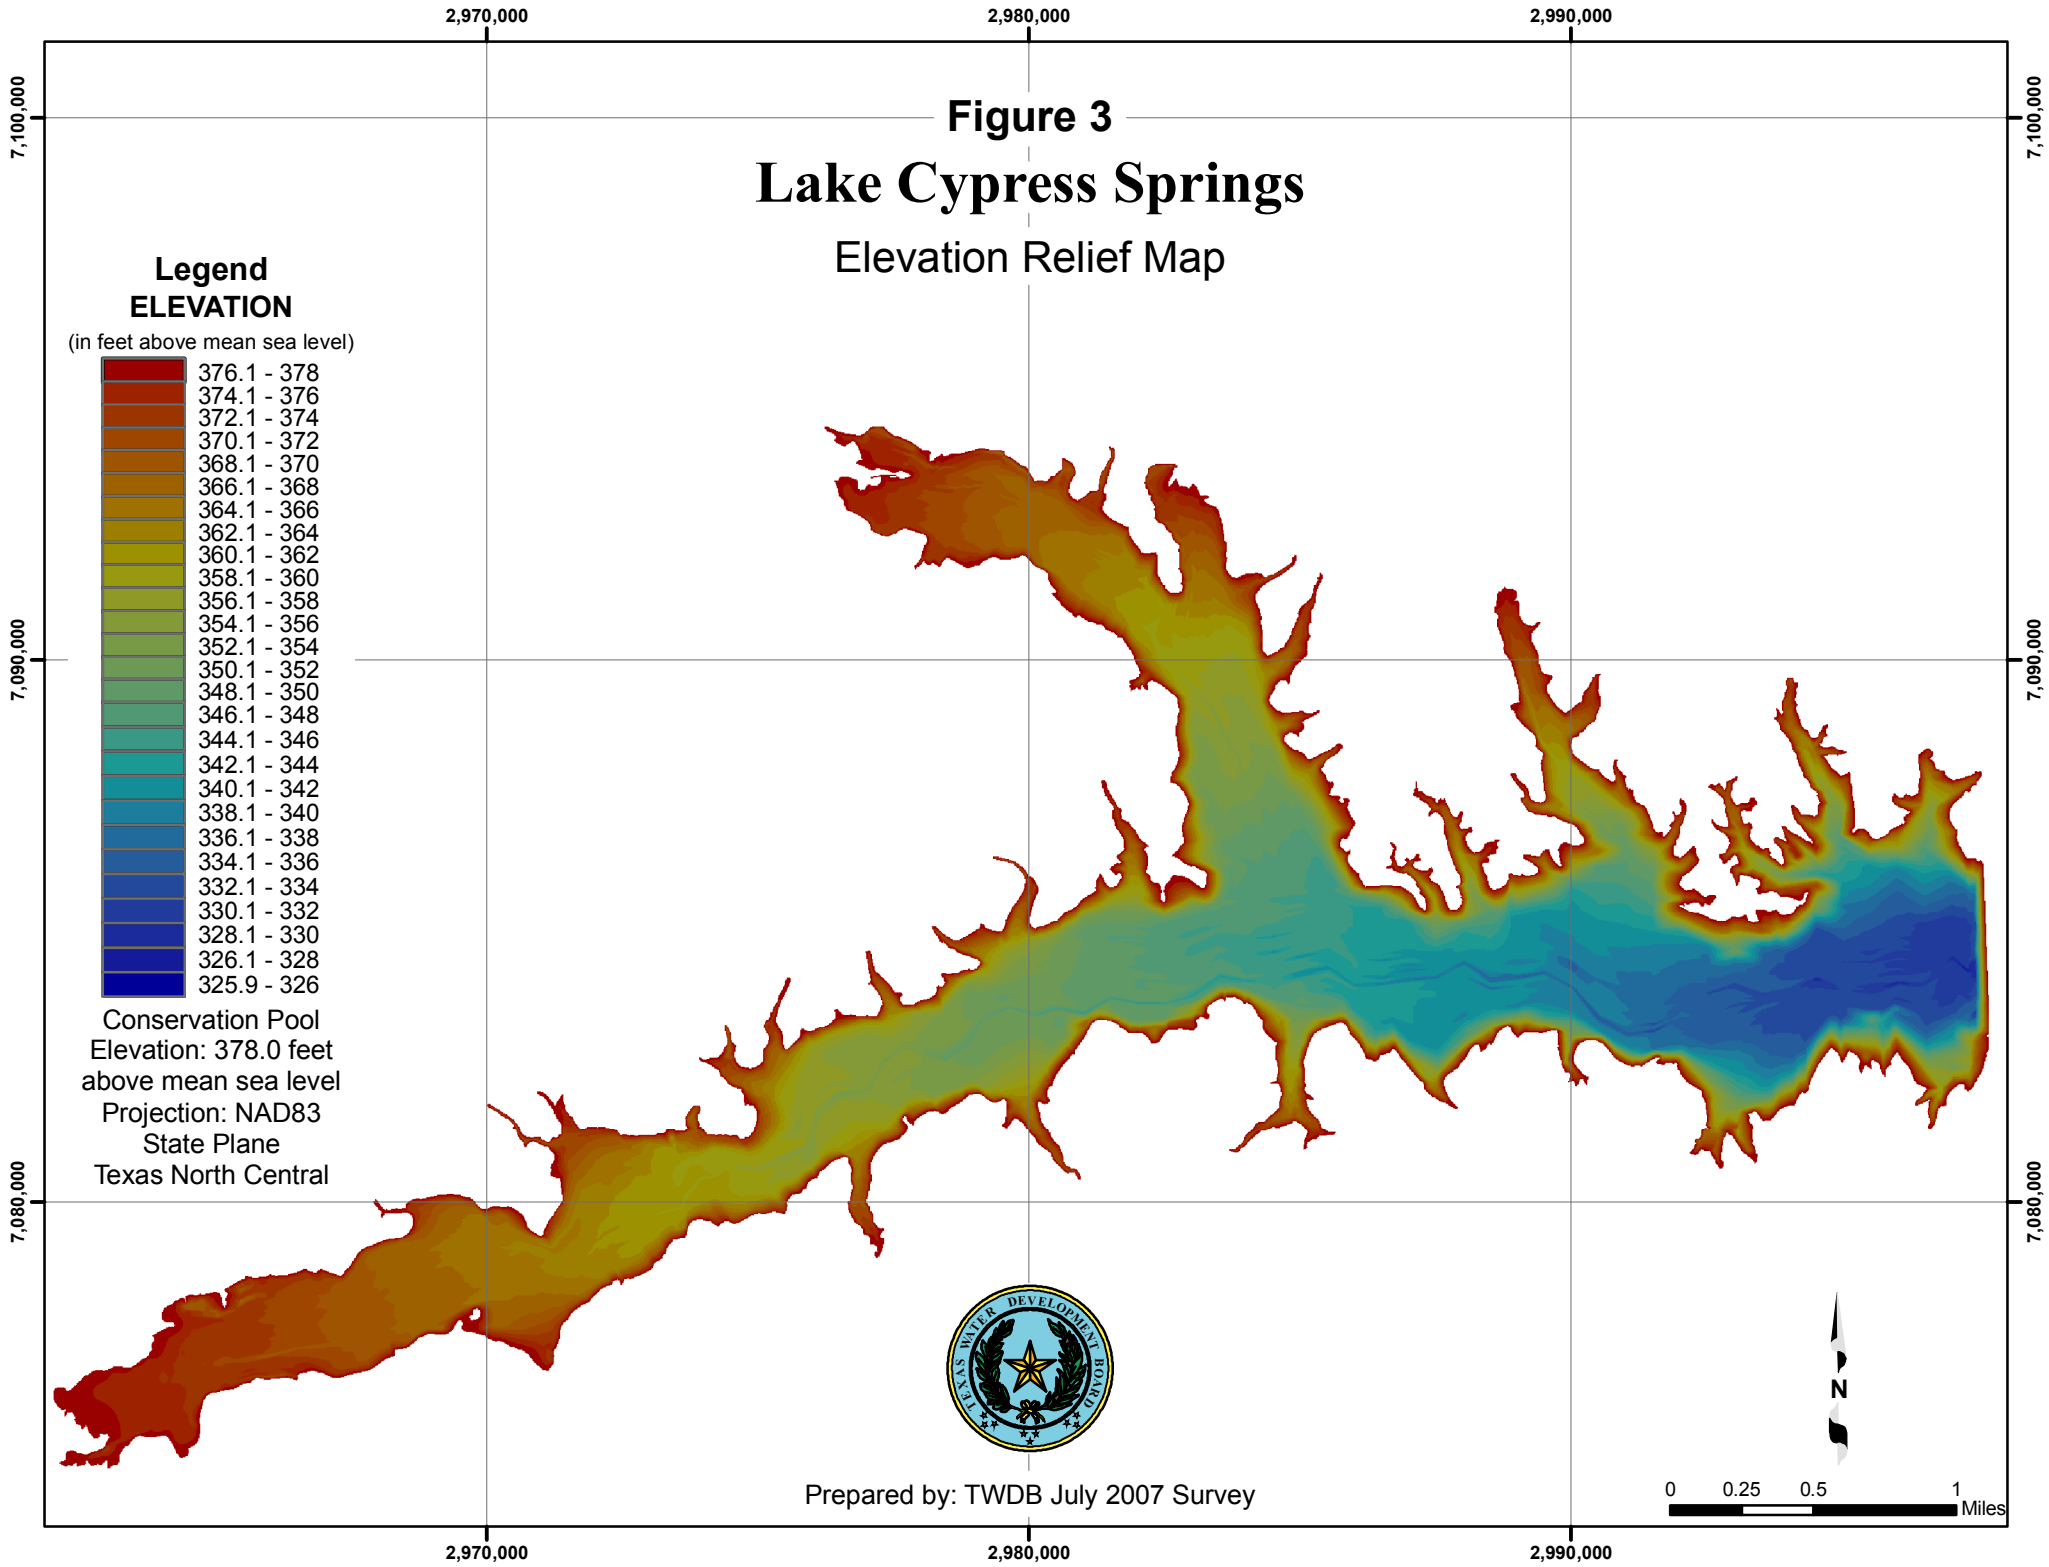 2,970,000 2,980,000 2,990,000
7,100,000 7,100,000
Figure 3
Lake Cypress Springs
Elevation Relief Map
Legend
ELEVATION
(in feet above mean sea level)
376.1 - 378
374.1 - 376
372.1 - 374
370.1 - 372
368.1 - 370
366.1 - 368
364.1 - 366
362.1 - 364
360.1 - 362
358.1 - 360
356.1 - 358
354.1 - 356
352.1 - 354
350.1 - 352
348.1 - 350
346.1 - 348
344.1 - 346
342.1 - 344
340.1 - 342
338.1 - 340
336.1 - 338
334.1 - 336
332.1 - 334
330.1 - 332
328.1 - 330
326.1 - 328
325.9 - 326
Conservation Pool
Elevation: 378.0 feet
above mean sea level
Projection: NAD83
State Plane
Texas North Central
7,090,000 7,090,000
7,080,000 7,080,000
TEXAS WATER DEVELOPMENT BOARD
N
Prepared by: TWDB July 2007 Survey
0 0.25 0.5 1
Miles
2,970,000 2,980,000 2,990,000